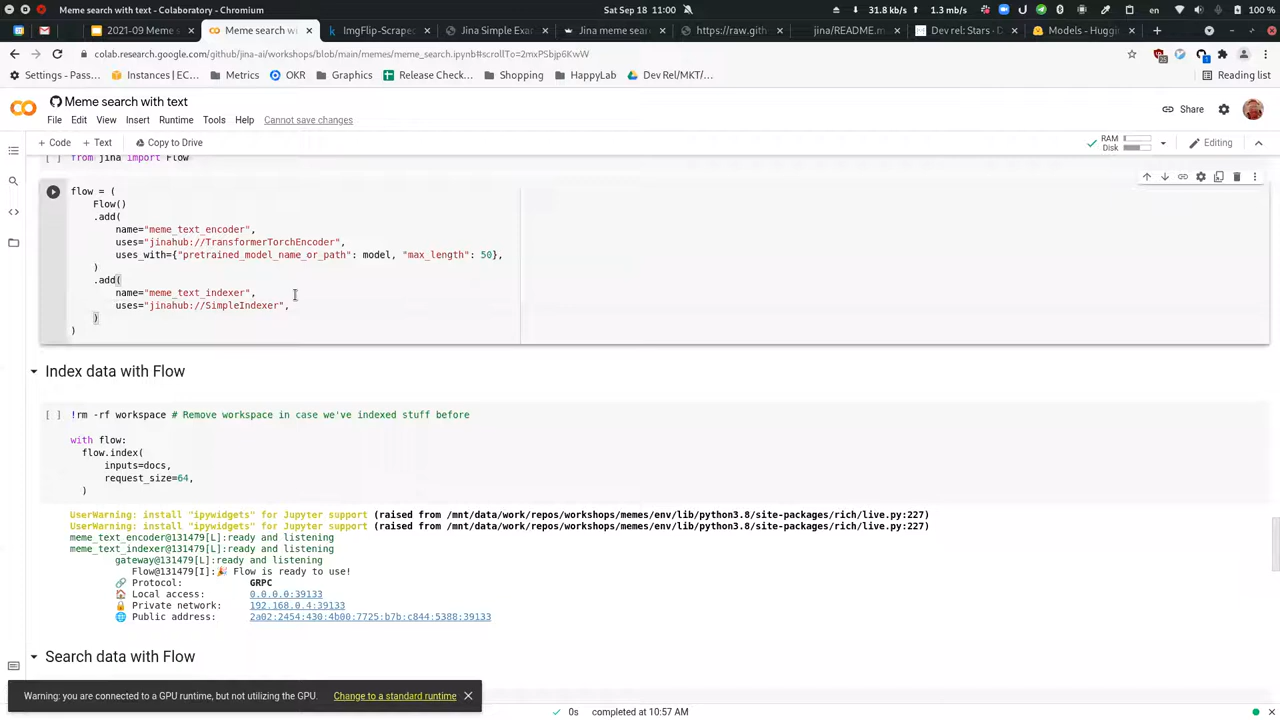 Meme search with text - Colaboratory - Chromium
Sat Sep 18 11:00
31.8 kb/s
1.3 mb/s
100 %
2021-09 Meme s
Meme search wi
ImgFlip-Scrape
Jina Simple Exa
Jina meme sear
https://raw.gith
jina/README.m
Dev rel: Stars - D
Models - Huggin
colab.research.google.com/github/jina-ai/workshops/blob/main/memes/meme_search.ipynb#scrollTo=2mxPSbjp6KwW
Settings - Pass...
Instances | EC...
Metrics
OKR
Graphics
Release Check...
Shopping
HappyLab
Dev Rel/MKT/...
Reading list
Meme search with text
File Edit View Insert Runtime Tools Help Cannot save changes
Share
+ Code + Text Copy to Drive
RAM
Disk
Editing
[ ] from jina import Flow
flow = (
Flow()
.add(
name="meme_text_encoder",
uses="jinahub://TransformerTorchEncoder",
uses_with={"pretrained_model_name_or_path": model, "max_length": 50},
)
.add(
name="meme_text_indexer",
uses="jinahub://SimpleIndexer",
)
)
Index data with Flow
[ ] !rm -rf workspace # Remove workspace in case we've indexed stuff before
with flow:
flow.index(
inputs=docs,
request_size=64,
)
UserWarning: install "ipywidgets" for Jupyter support (raised from /mnt/data/work/repos/workshops/memes/env/lib/python3.8/site-packages/rich/live.py:227)
UserWarning: install "ipywidgets" for Jupyter support (raised from /mnt/data/work/repos/workshops/memes/env/lib/python3.8/site-packages/rich/live.py:227)
meme_text_encoder@131479[L]:ready and listening
meme_text_indexer@131479[L]:ready and listening
gateway@131479[L]:ready and listening
Flow@131479[I]:🎉 Flow is ready to use!
🔗 Protocol: GRPC
🏠 Local access: 0.0.0.0:39133
🔒 Private network: 192.168.0.4:39133
🌐 Public address: 2a02:2454:430:4b00:7725:b7b:c844:5388:39133
Search data with Flow
Warning: you are connected to a GPU runtime, but not utilizing the GPU. Change to a standard runtime
0s completed at 10:57 AM